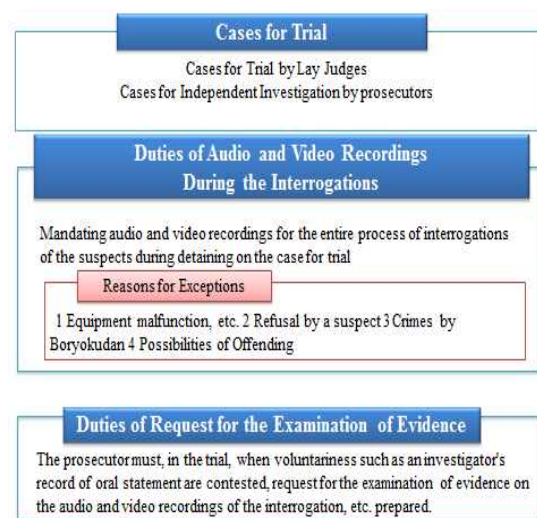 Cases for Trial
Cases for Trial by Lay Judges
Cases for Independent Investigation by prosecutors
Duties of Audio and Video Recordings
During the Interrogations
Mandating audio and video recordings for the entire process of interrogations
of the suspects during detaining on the case for trial
Reasons for Exceptions
1 Equipment malfunction, etc. 2 Refusal by a suspect 3 Crimes by
Boryokudan 4 Possibilities of Offending
Duties of Request for the Examination of Evidence
The prosecutor must, in the trial, when voluntariness such as an investigator's
record of oral statement are contested, request for the examination of evidence on
the audio and video recordings of the interrogation, etc. prepared.